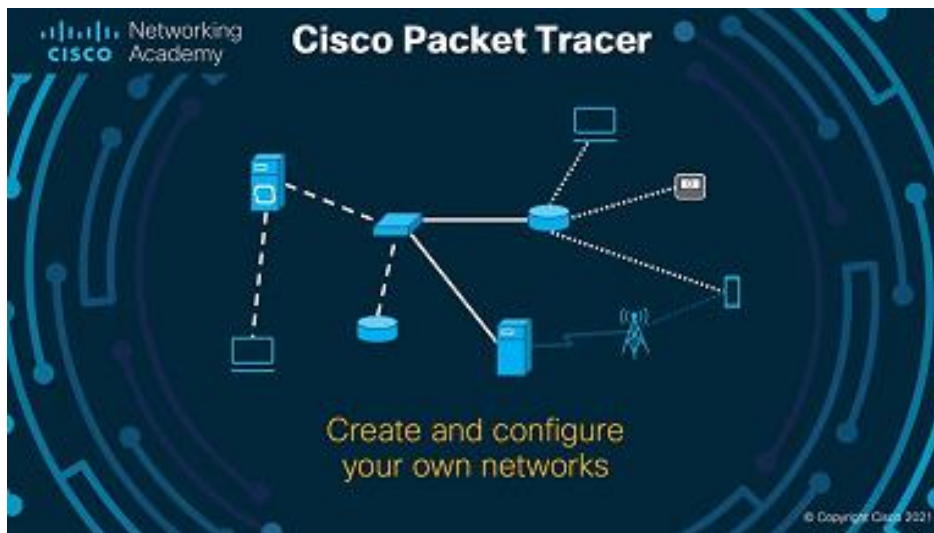 Networking
CISCO Academy
Cisco Packet Tracer
Create and configure
your own networks
© Copyright Cisco 2021